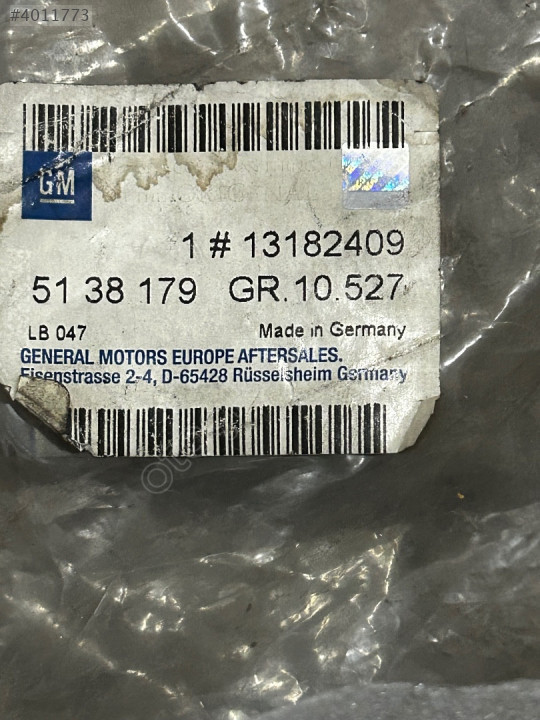 #4011773
GM
1 # 13182409
51 38 179 GR.10.527
LB 047 Made in Germany
GENERAL MOTORS EUROPE AFTERSALES.
Eisenstrasse 2-4, D-65428 Rüsselsheim Germany